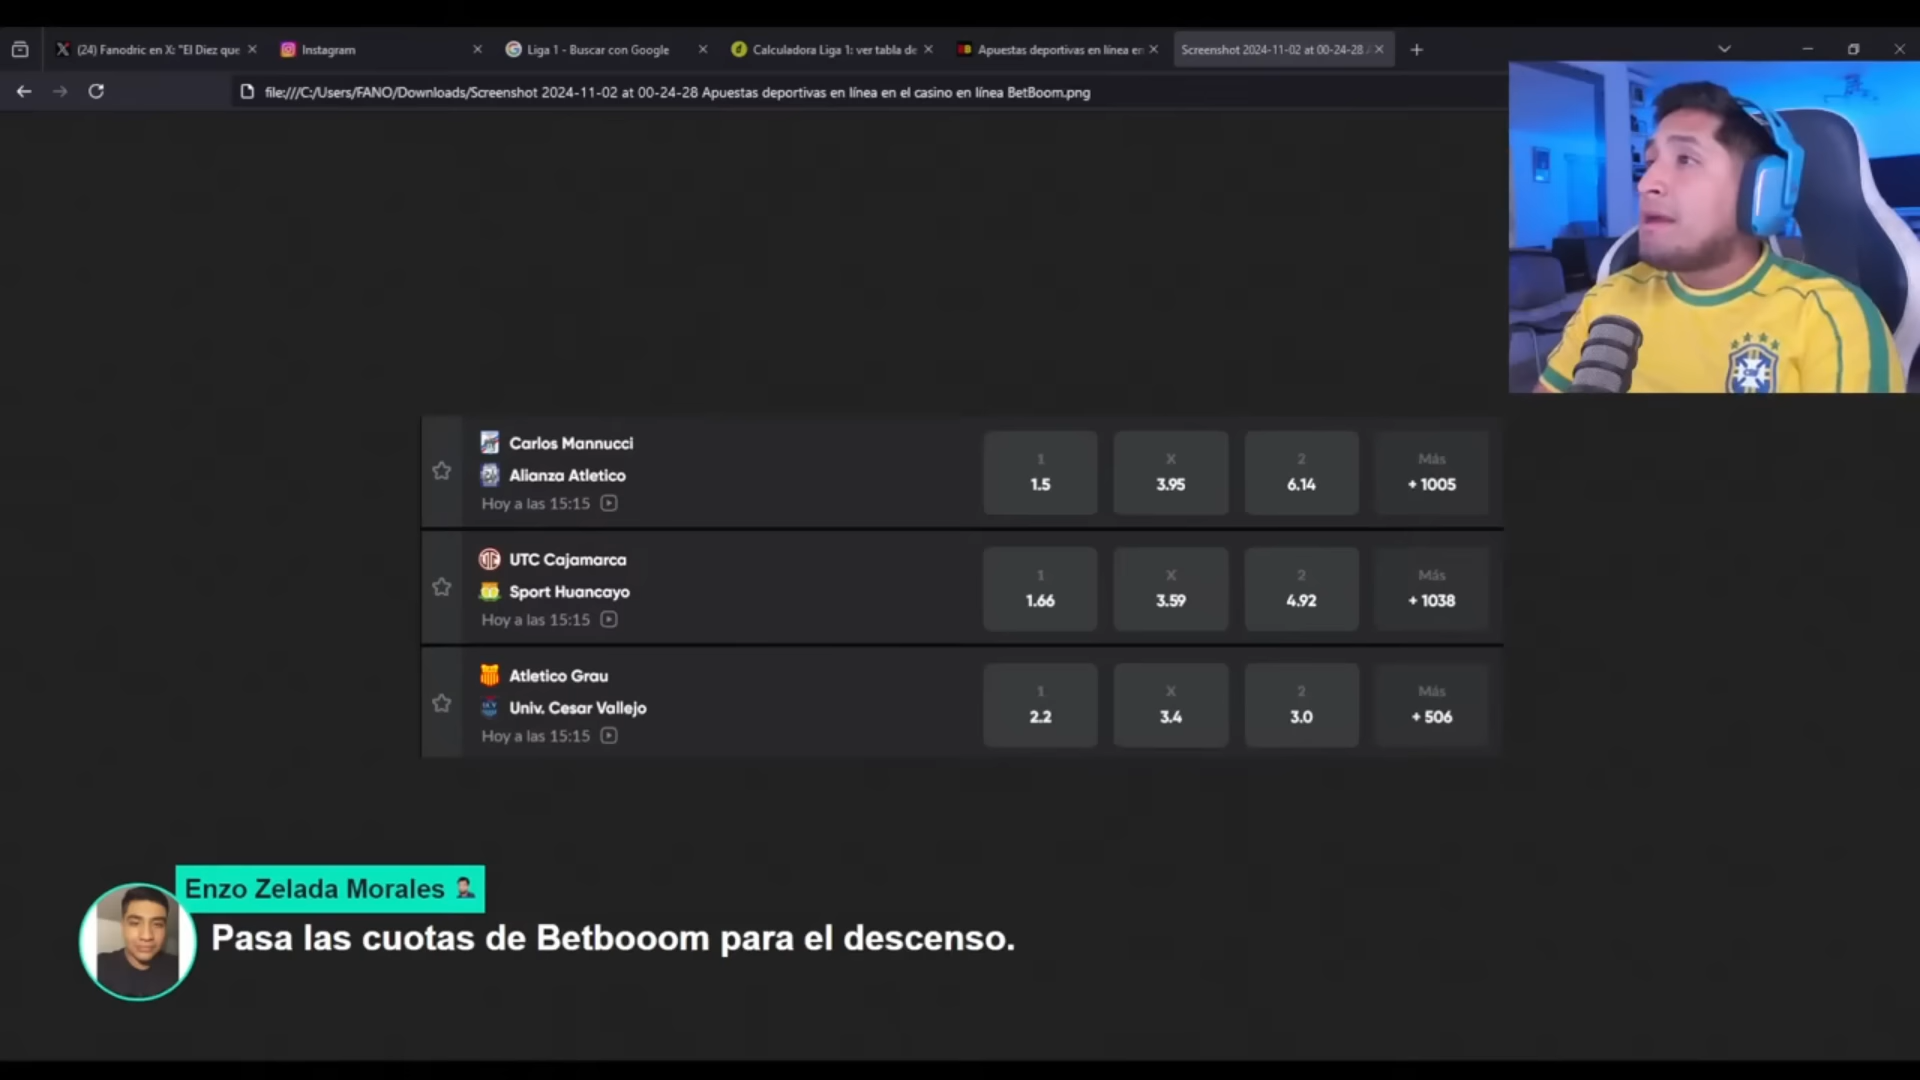 (24) Fanodric en X: "El Diez que
Instagram
Liga 1 - Buscar con Google
Calculadora Liga 1: ver tabla de
Apuestas deportivas en línea en
Screenshot 2024-11-02 at 00-24-28
file:///C:/Users/FANO/Downloads/Screenshot 2024-11-02 at 00-24-28 Apuestas deportivas en línea en el casino en línea BetBoom.png
Carlos Mannucci
Alianza Atletico
Hoy a las 15:15
1
1.5
X
3.95
2
6.14
Más
+ 1005
UTC Cajamarca
Sport Huancayo
Hoy a las 15:15
1
1.66
X
3.59
2
4.92
Más
+ 1038
Atletico Grau
Univ. Cesar Vallejo
Hoy a las 15:15
1
2.2
X
3.4
2
3.0
Más
+ 506
Enzo Zelada Morales
Pasa las cuotas de Betbooom para el descenso.